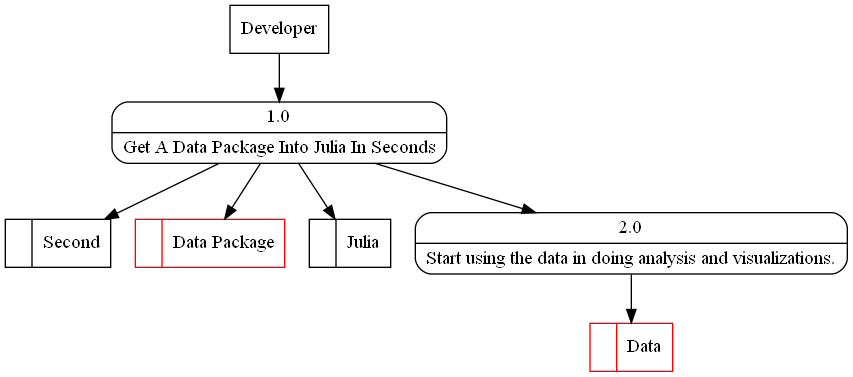 Developer
1.0
Get A Data Package Into Julia In Seconds
Second
Data Package
Julia
2.0
Start using the data in doing analysis and visualizations.
Data